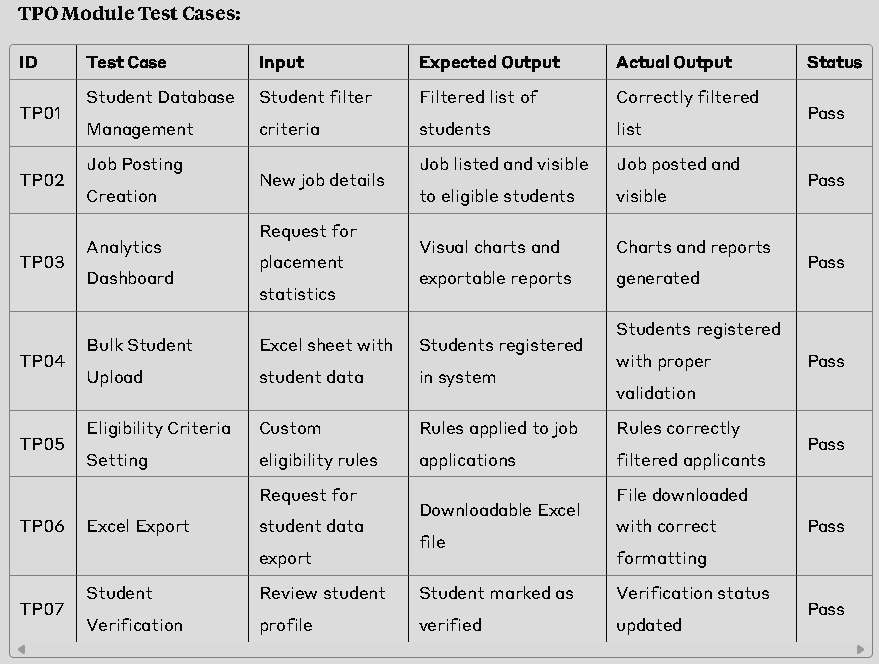 TPO Module Test Cases:
ID Test Case Input Expected Output Actual Output Status
TP01 Student Database Management Student filter criteria Filtered list of students Correctly filtered list Pass
TP02 Job Posting Creation New job details Job listed and visible to eligible students Job posted and visible Pass
TP03 Analytics Dashboard Request for placement statistics Visual charts and exportable reports Charts and reports generated Pass
TP04 Bulk Student Upload Excel sheet with student data Students registered in system Students registered with proper validation Pass
TP05 Eligibility Criteria Setting Custom eligibility rules Rules applied to job applications Rules correctly filtered applicants Pass
TP06 Excel Export Request for student data export Downloadable Excel file File downloaded with correct formatting Pass
TP07 Student Verification Review student profile Student marked as verified Verification status updated Pass